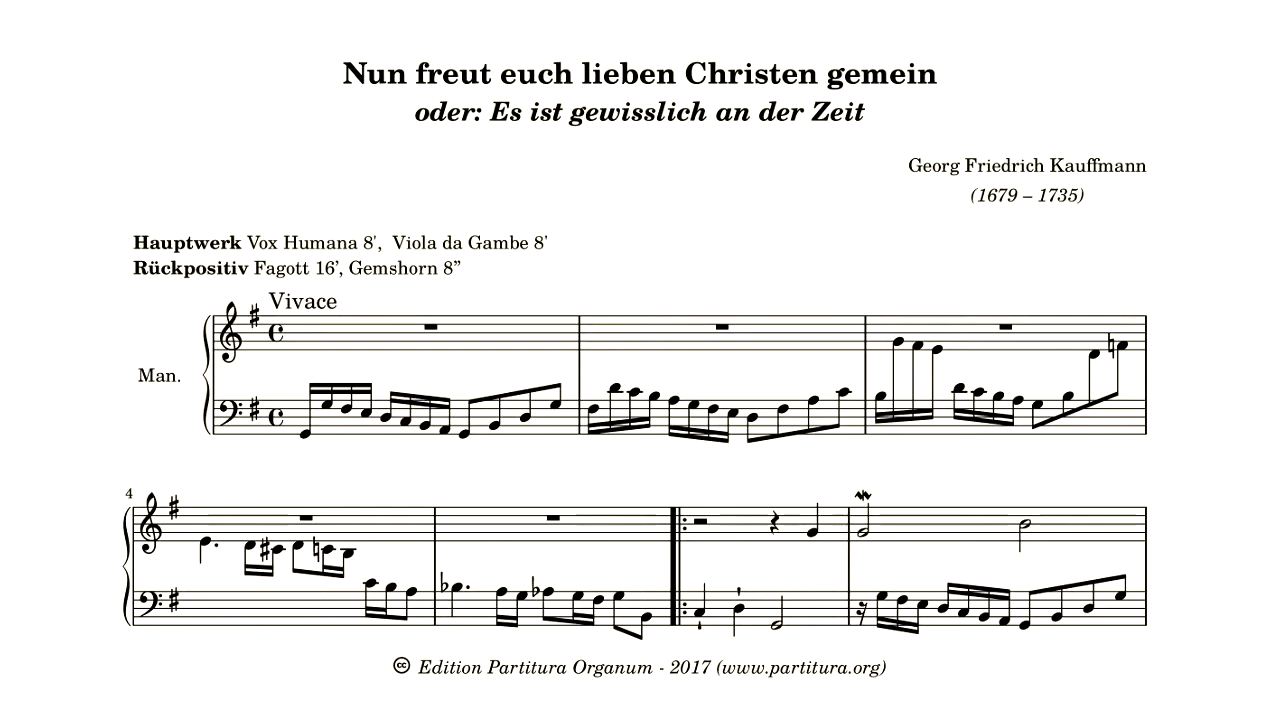 Nun freut euch lieben Christen gemein
oder: Es ist gewisslich an der Zeit
Georg Friedrich Kauffmann
(1679 – 1735)
Hauptwerk Vox Humana 8', Viola da Gambe 8'
Rückpositiv Fagott 16’, Gemshorn 8”
Vivace
Man.
4
cc Edition Partitura Organum - 2017 (www.partitura.org)